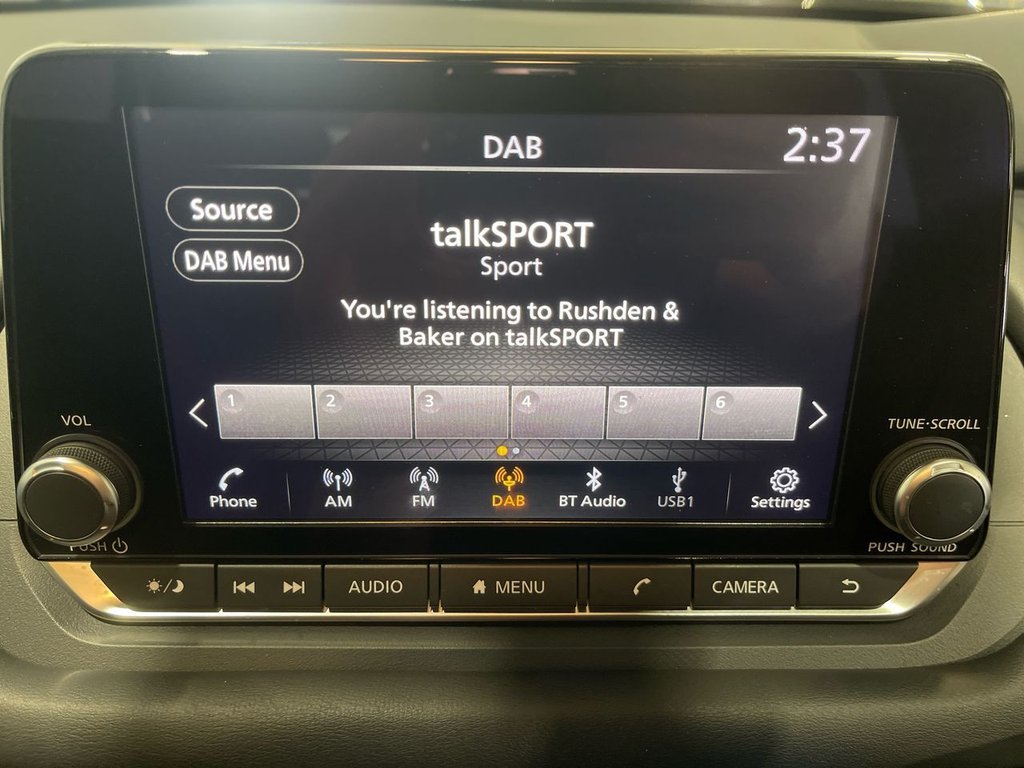 DAB
2:37
Source
DAB Menu
talkSPORT
Sport
You're listening to Rushden &
Baker on talkSPORT
1 2 3 4 5 6
VOL
TUNE·SCROLL
Phone AM FM DAB BT Audio USB1 Settings
PUSH
PUSH SOUND
AUDIO MENU CAMERA